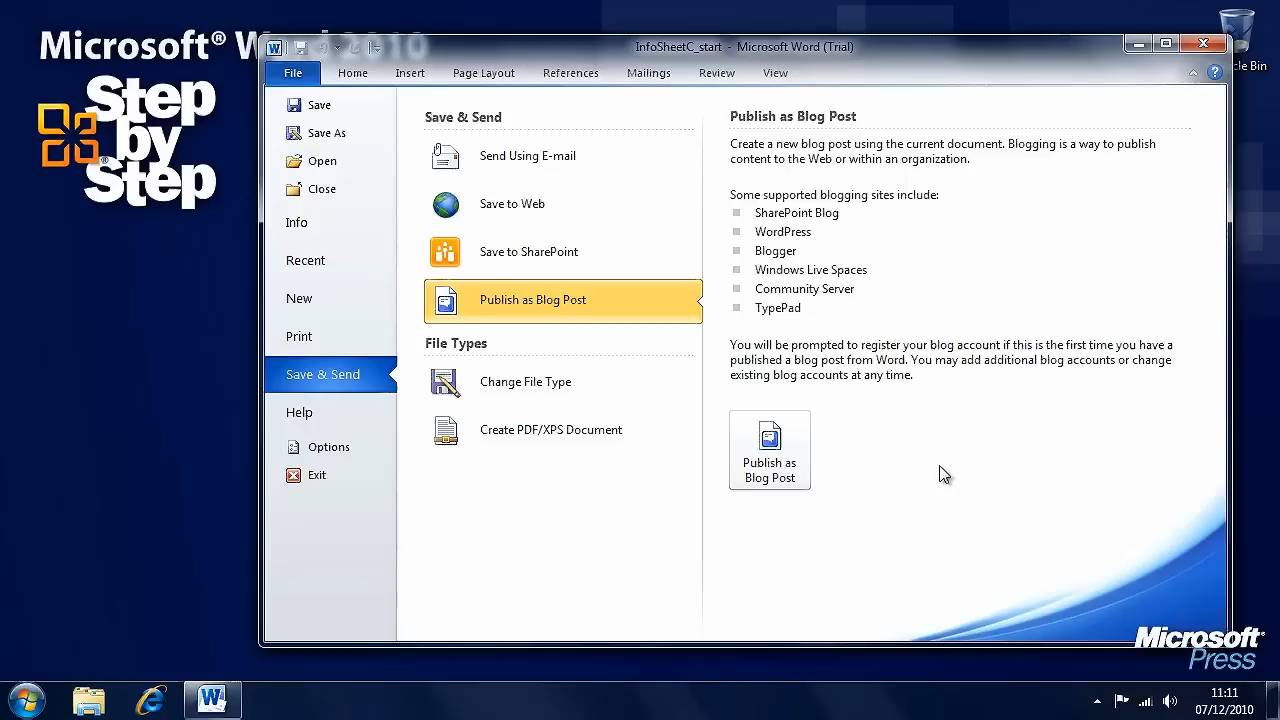 Microsoft® W 2010
Step
by
Step®
InfoSheetC_start - Microsoft Word (Trial)
File Home Insert Page Layout References Mailings Review View
Save
Save As
Open
Close
Info
Recent
New
Print
Save & Send
Help
Options
Exit
Save & Send
Send Using E-mail
Save to Web
Save to SharePoint
Publish as Blog Post
File Types
Change File Type
Create PDF/XPS Document
Publish as Blog Post
Create a new blog post using the current document. Blogging is a way to publish
content to the Web or within an organization.
Some supported blogging sites include:
SharePoint Blog
WordPress
Blogger
Windows Live Spaces
Community Server
TypePad
You will be prompted to register your blog account if this is the first time you have a
published a blog post from Word. You may add additional blog accounts or change
existing blog accounts at any time.
Publish as
Blog Post
cle Bin
Microsoft®
Press
11:11
07/12/2010